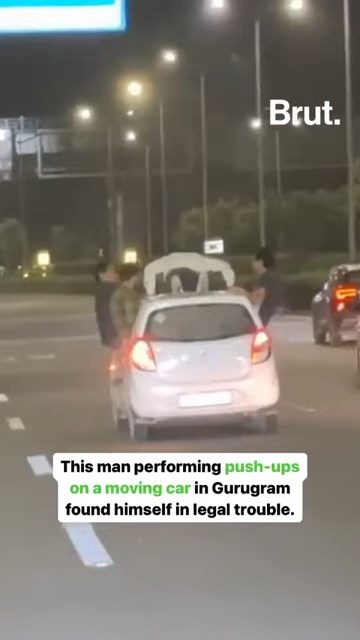 Brut.
This man performing push-ups
on a moving car in Gurugram
found himself in legal trouble.